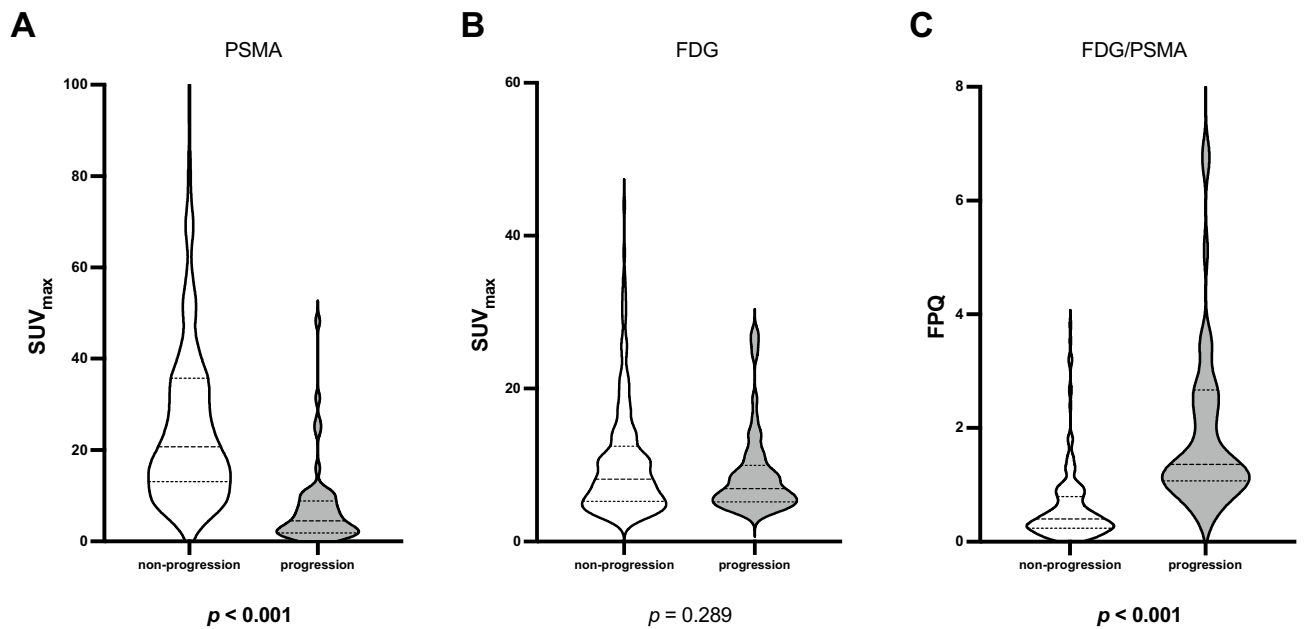 A
PSMA
100
80
60
40
20
0
SUVmax
non-progression
progression
p < 0.001
B
FDG
60
40
20
0
SUVmax
non-progression
progression
p = 0.289
C
FDG/PSMA
8
6
4
2
0
FPQ
non-progression
progression
p < 0.001